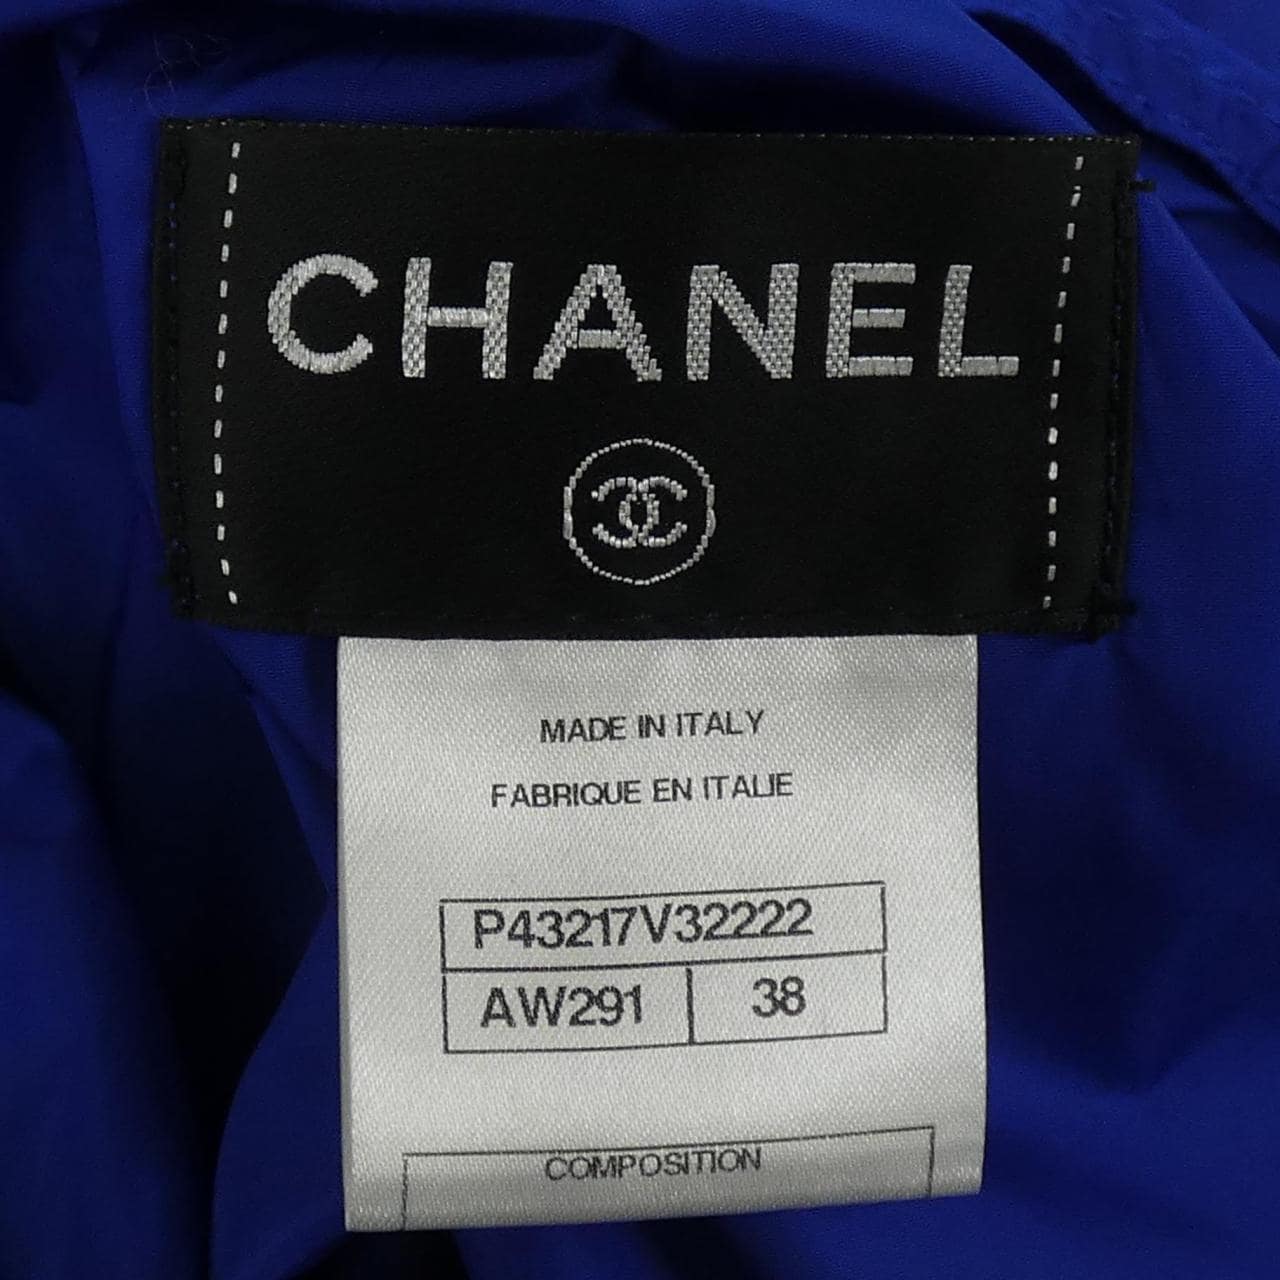 CHANEL
MADE IN ITALY
FABRIQUE EN ITALIE
P43217V32222
AW291 38
COMPOSITION